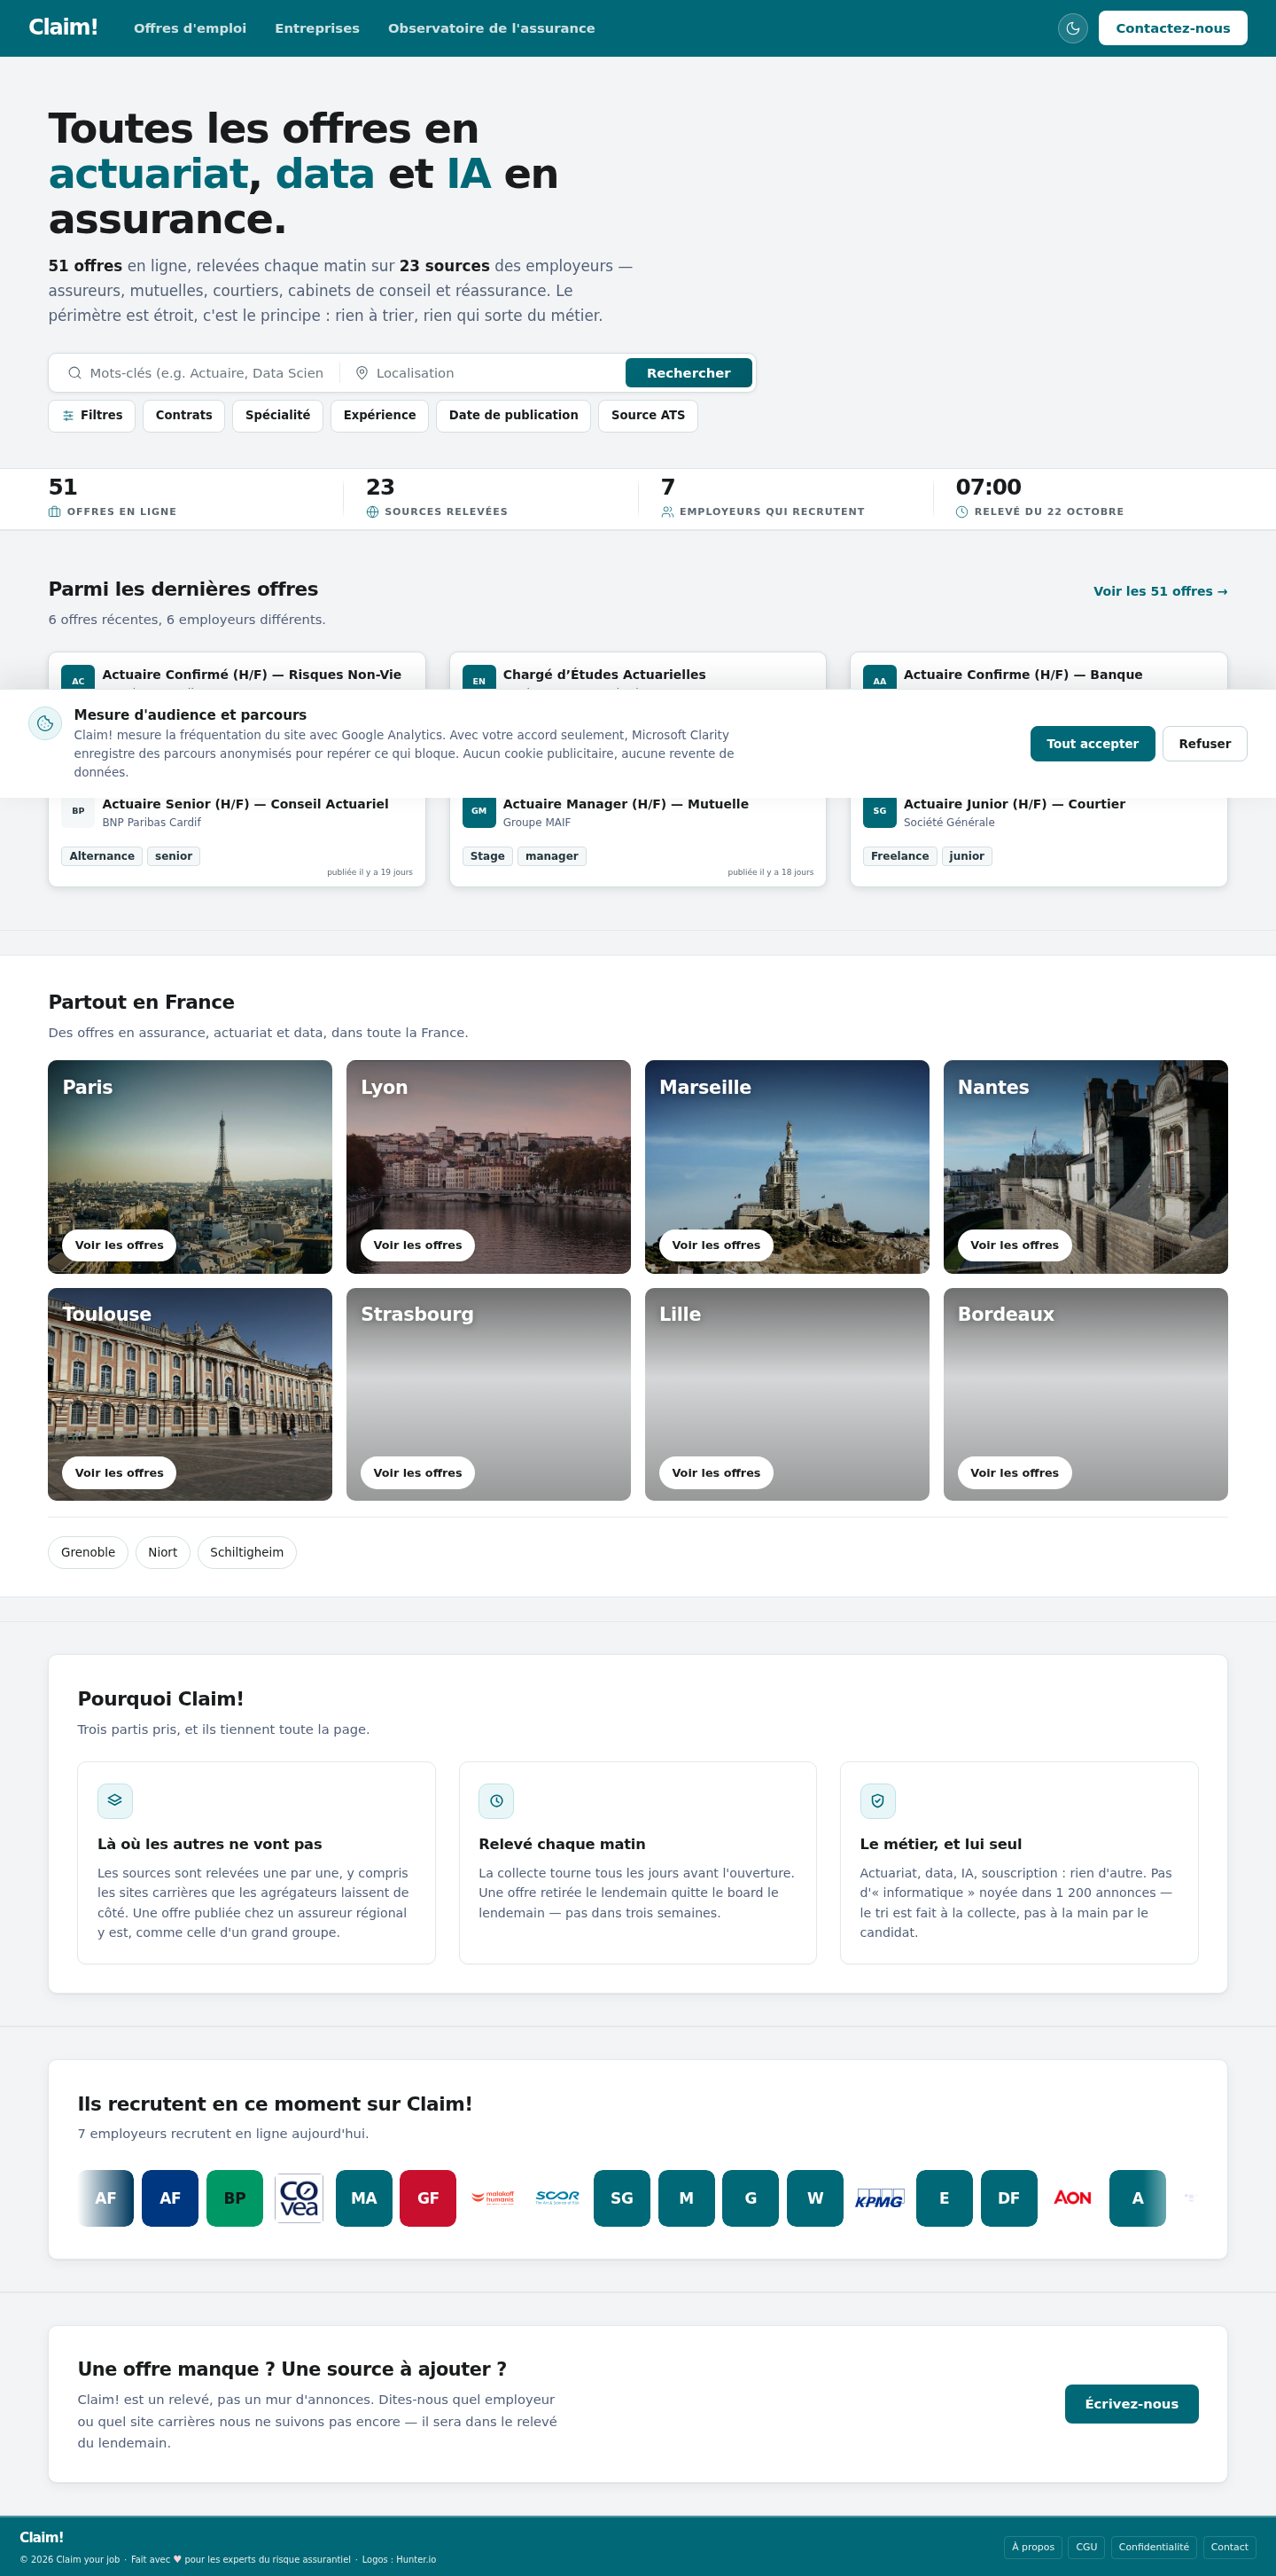 Claim!
Offres d'emploi
Entreprises
Observatoire de l'assurance
Contactez-nous
Toutes les offres en
actuariat, data et IA en
assurance.
51 offres en ligne, relevées chaque matin sur 23 sources des employeurs —
assureurs, mutuelles, courtiers, cabinets de conseil et réassurance. Le
périmètre est étroit, c'est le principe : rien à trier, rien qui sorte du métier.
Mots-clés (e.g. Actuaire, Data Scien
Localisation
Rechercher
Filtres
Contrats
Spécialité
Expérience
Date de publication
Source ATS
51
OFFRES EN LIGNE
23
SOURCES RELEVÉES
7
EMPLOYEURS QUI RECRUTENT
07:00
RELEVÉ DU 22 OCTOBRE
Parmi les dernières offres
Voir les 51 offres →
6 offres récentes, 6 employeurs différents.
AC
Actuaire Confirmé (H/F) — Risques Non-Vie
EN
Chargé d’Études Actuarielles
AA
Actuaire Confirme (H/F) — Banque
Mesure d'audience et parcours
Claim! mesure la fréquentation du site avec Google Analytics. Avec votre accord seulement, Microsoft Clarity
enregistre des parcours anonymisés pour repérer ce qui bloque. Aucun cookie publicitaire, aucune revente de
données.
Tout accepter
Refuser
BP
Actuaire Senior (H/F) — Conseil Actuariel
BNP Paribas Cardif
Alternance
senior
publiée il y a 19 jours
GM
Actuaire Manager (H/F) — Mutuelle
Groupe MAIF
Stage
manager
publiée il y a 18 jours
SG
Actuaire Junior (H/F) — Courtier
Société Générale
Freelance
junior
Partout en France
Des offres en assurance, actuariat et data, dans toute la France.
Paris
Voir les offres
Lyon
Voir les offres
Marseille
Voir les offres
Nantes
Voir les offres
Toulouse
Voir les offres
Strasbourg
Voir les offres
Lille
Voir les offres
Bordeaux
Voir les offres
Grenoble
Niort
Schiltigheim
Pourquoi Claim!
Trois partis pris, et ils tiennent toute la page.
Là où les autres ne vont pas
Les sources sont relevées une par une, y compris
les sites carrières que les agrégateurs laissent de
côté. Une offre publiée chez un assureur régional
y est, comme celle d'un grand groupe.
Relevé chaque matin
La collecte tourne tous les jours avant l'ouverture.
Une offre retirée le lendemain quitte le board le
lendemain — pas dans trois semaines.
Le métier, et lui seul
Actuariat, data, IA, souscription : rien d'autre. Pas
d'« informatique » noyée dans 1 200 annonces —
le tri est fait à la collecte, pas à la main par le
candidat.
Ils recrutent en ce moment sur Claim!
7 employeurs recrutent en ligne aujourd'hui.
AF
AF
BP
COVEA
MA
GF
malakoff
humanis
SCOR
SG
M
G
W
KPMG
E
DF
AON
A
Une offre manque ? Une source à ajouter ?
Claim! est un relevé, pas un mur d'annonces. Dites-nous quel employeur
ou quel site carrières nous ne suivons pas encore — il sera dans le relevé
du lendemain.
Écrivez-nous
Claim!
© 2026 Claim your job · Fait avec ♥ pour les experts du risque assurantiel · Logos : Hunter.io
À propos
CGU
Confidentialité
Contact